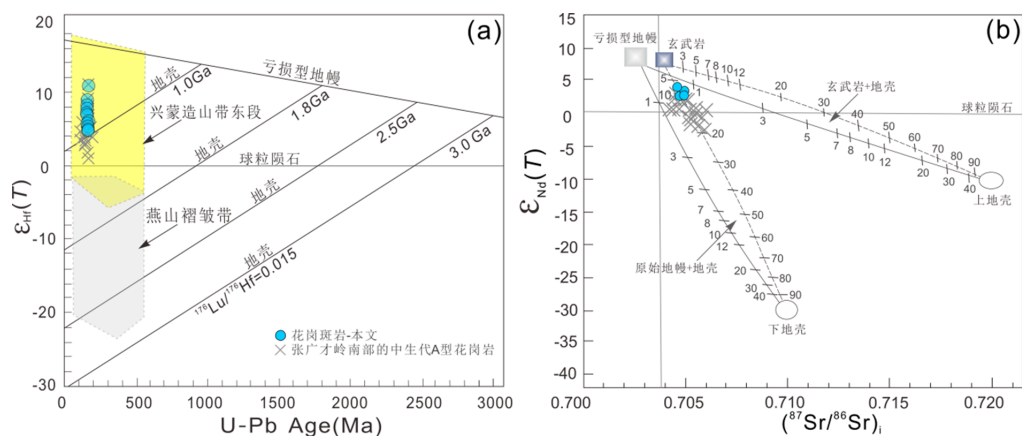 (a)
20
10
0
-10
-20
-30
εHf(T)
0
500
1000
1500
2000
2500
3000
U-Pb Age(Ma)
亏损型地幔
地壳
1.0Ga
兴蒙造山带东段
1.8Ga
地壳
2.5Ga
球粒陨石
3.0 Ga
地壳
燕山褶皱带
地壳
176Lu/176Hf=0.015
花岗斑岩-本文
张广才岭南部的中生代A型花岗岩
(b)
15
10
5
0
-5
-10
-15
-20
-25
-30
-35
-40
εNd(T)
0.700
0.705
0.710
0.715
0.720
(87Sr/86Sr)i
亏损型地幔
玄武岩
3 5 6 7 8 10 12 20 30 40 50 60 70 80 90
玄武岩+地壳
球粒陨石
1 3 5 7 8 10 12 20 30 40
上地壳
5
10
20 30 40 50 60 70 80 90
1 3 5 7 8 10 12 20 30 40
原始地幔+地壳
下地壳